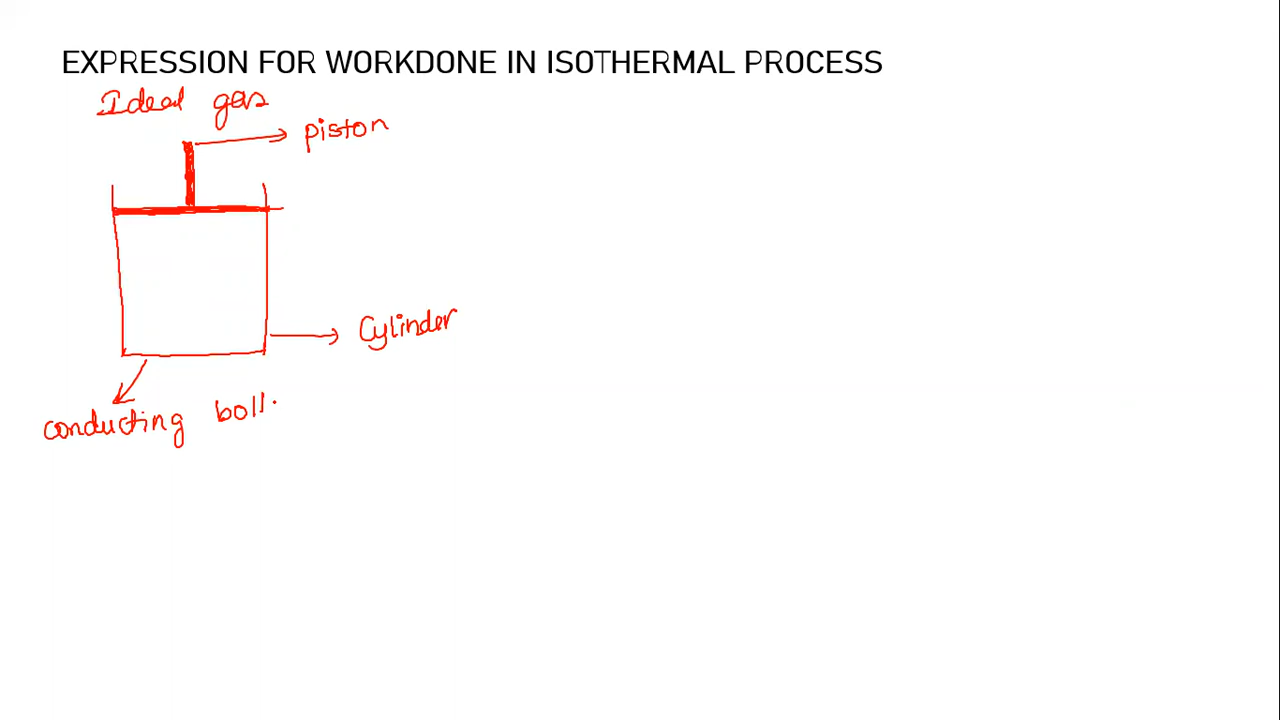 EXPRESSION FOR WORKDONE IN ISOTHERMAL PROCESS
Ideal gas
piston
Cylinder
conducting boll.